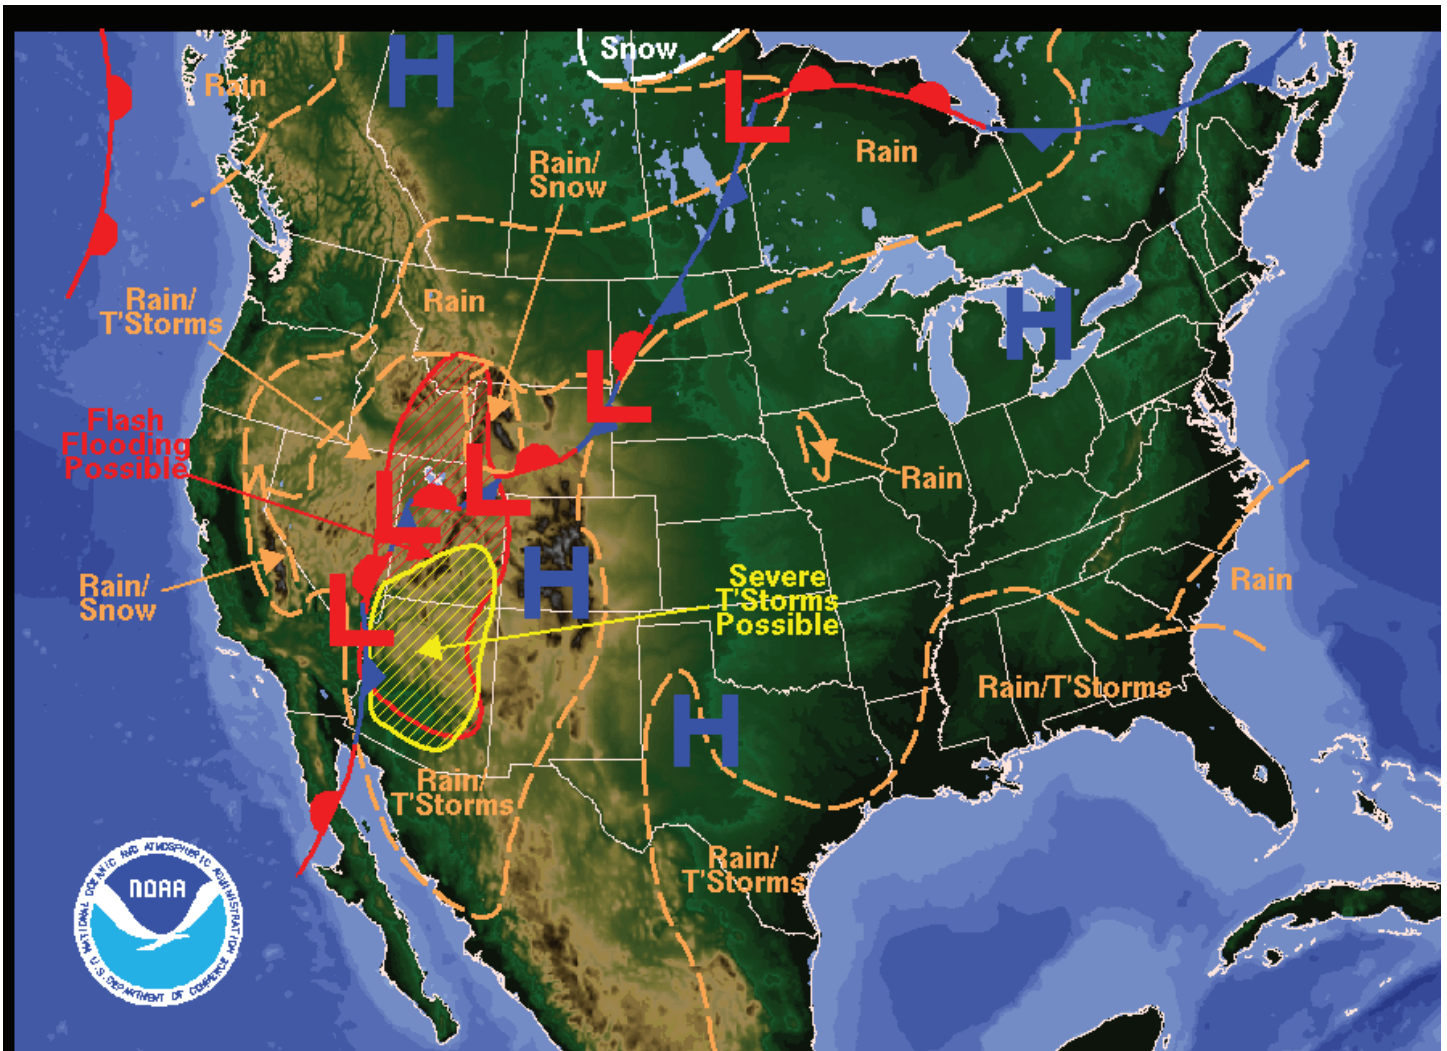 Snow
H
Rain
L
Rain/
Snow
Rain
Rain/
T'Storms
Rain
H
L
Flash
Flooding
Possible
Rain
L
L
Rain/
Snow
H
Severe
T'Storms
Possible
Rain
L
Rain/T'Storms
H
Rain/
T'Storms
Rain/
T'Storms
NATIONAL OCEANIC AND ATMOSPHERIC ADMINISTRATION
NOAA
U.S. DEPARTMENT OF COMMERCE